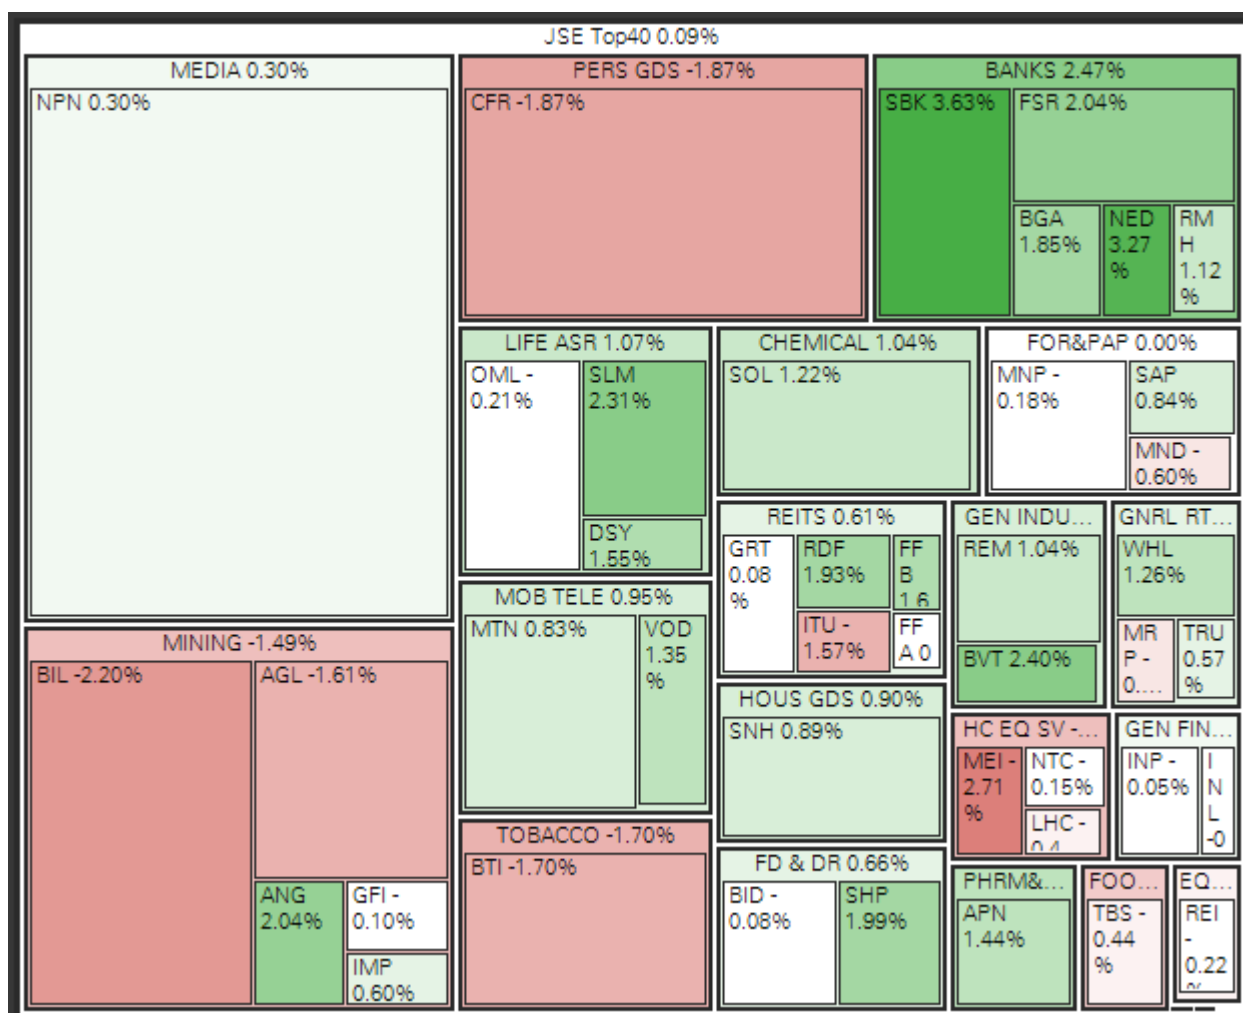 JSE Top40 0.09%
MEDIA 0.30%
NPN 0.30%
PERS GDS -1.87%
CFR -1.87%
BANKS 2.47%
SBK 3.63%
FSR 2.04%
BGA
1.85%
NED
3.27
%
RM
H
1.12
%
LIFE ASR 1.07%
OML -
0.21%
SLM
2.31%
DSY
1.55%
CHEMICAL 1.04%
SOL 1.22%
FOR&PAP 0.00%
MNP -
0.18%
SAP
0.84%
MND -
0.60%
REITS 0.61%
GRT
0.08
%
RDF
1.93%
FF
B
1.6
ITU -
1.57%
FF
A 0
GEN INDU...
REM 1.04%
BVT 2.40%
GNRL RT...
WHL
1.26%
MR
P -
0....
TRU
0.57
%
MOB TELE 0.95%
MTN 0.83%
VOD
1.35
%
MINING -1.49%
BIL -2.20%
AGL -1.61%
ANG
2.04%
GFI -
0.10%
IMP
0.60%
HOUS GDS 0.90%
SNH 0.89%
HC EQ SV -...
MEI -
2.71
%
NTC -
0.15%
LHC -
0.4
GEN FIN...
INP -
0.05%
I
N
L
-0
TOBACCO -1.70%
BTI -1.70%
FD & DR 0.66%
BID -
0.08%
SHP
1.99%
PHRM&...
APN
1.44%
FOO...
TBS -
0.44
%
EQ...
REI
-
0.22
%